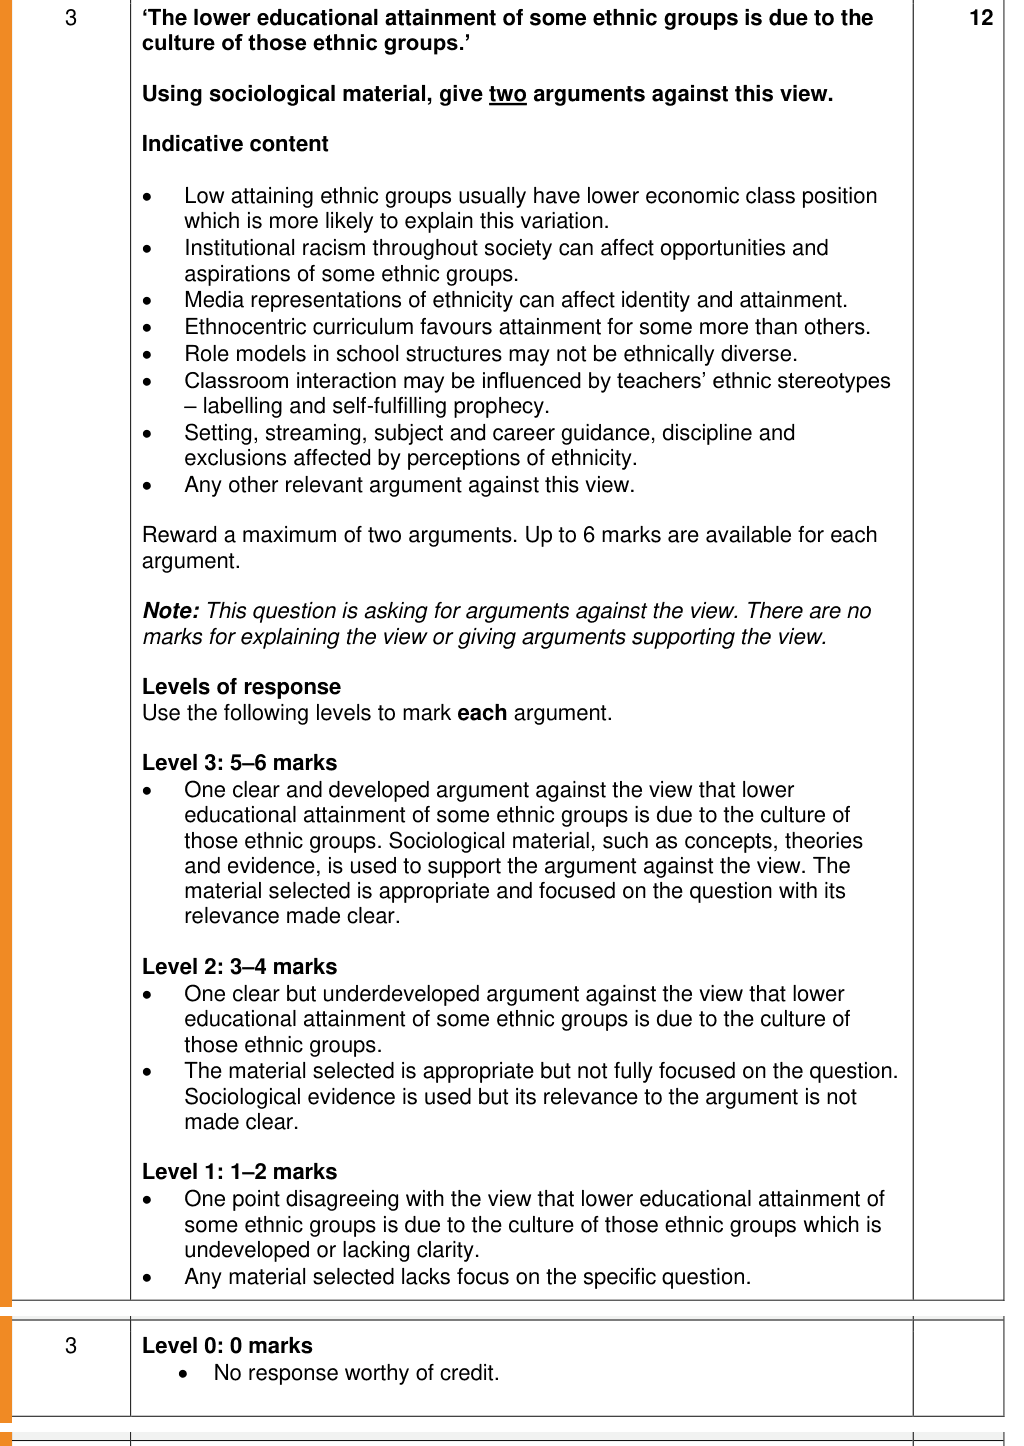 3 ‘The lower educational attainment of some ethnic groups is due to the 12
culture of those ethnic groups.’
Using sociological material, give two arguments against this view.
Indicative content
• Low attaining ethnic groups usually have lower economic class position
which is more likely to explain this variation.
• Institutional racism throughout society can affect opportunities and
aspirations of some ethnic groups.
• Media representations of ethnicity can affect identity and attainment.
• Ethnocentric curriculum favours attainment for some more than others.
• Role models in school structures may not be ethnically diverse.
• Classroom interaction may be influenced by teachers’ ethnic stereotypes
– labelling and self-fulfilling prophecy.
• Setting, streaming, subject and career guidance, discipline and
exclusions affected by perceptions of ethnicity.
• Any other relevant argument against this view.
Reward a maximum of two arguments. Up to 6 marks are available for each
argument.
Note: This question is asking for arguments against the view. There are no
marks for explaining the view or giving arguments supporting the view.
Levels of response
Use the following levels to mark each argument.
Level 3: 5–6 marks
• One clear and developed argument against the view that lower
educational attainment of some ethnic groups is due to the culture of
those ethnic groups. Sociological material, such as concepts, theories
and evidence, is used to support the argument against the view. The
material selected is appropriate and focused on the question with its
relevance made clear.
Level 2: 3–4 marks
• One clear but underdeveloped argument against the view that lower
educational attainment of some ethnic groups is due to the culture of
those ethnic groups.
• The material selected is appropriate but not fully focused on the question.
Sociological evidence is used but its relevance to the argument is not
made clear.
Level 1: 1–2 marks
• One point disagreeing with the view that lower educational attainment of
some ethnic groups is due to the culture of those ethnic groups which is
undeveloped or lacking clarity.
• Any material selected lacks focus on the specific question.
3 Level 0: 0 marks
• No response worthy of credit.